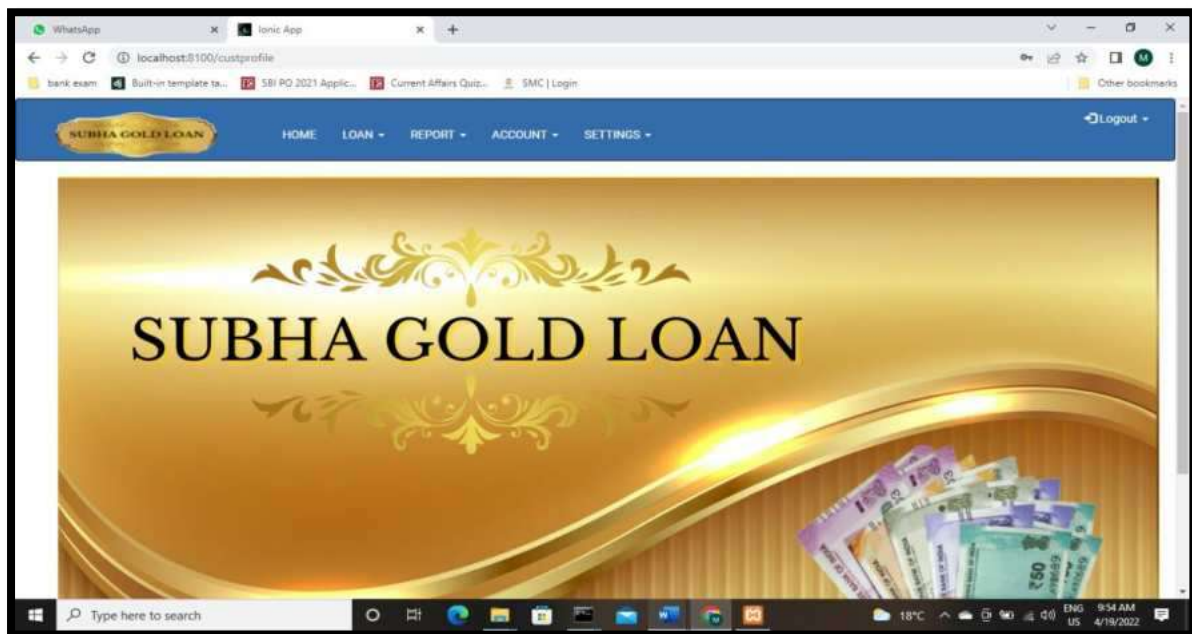 WhatsApp
Ionic App
localhost:8100/custprofile
bank exam
Built-in template ta...
SBI PO 2021 Applic...
Current Affairs Quiz...
SMC | Login
Other bookmarks
M
SUBHA GOLD LOAN
HOME
LOAN
REPORT
ACCOUNT
SETTINGS
Logout
SUBHA GOLD LOAN
₹50
Type here to search
18°C
ENG
US
9:54 AM
4/19/2022